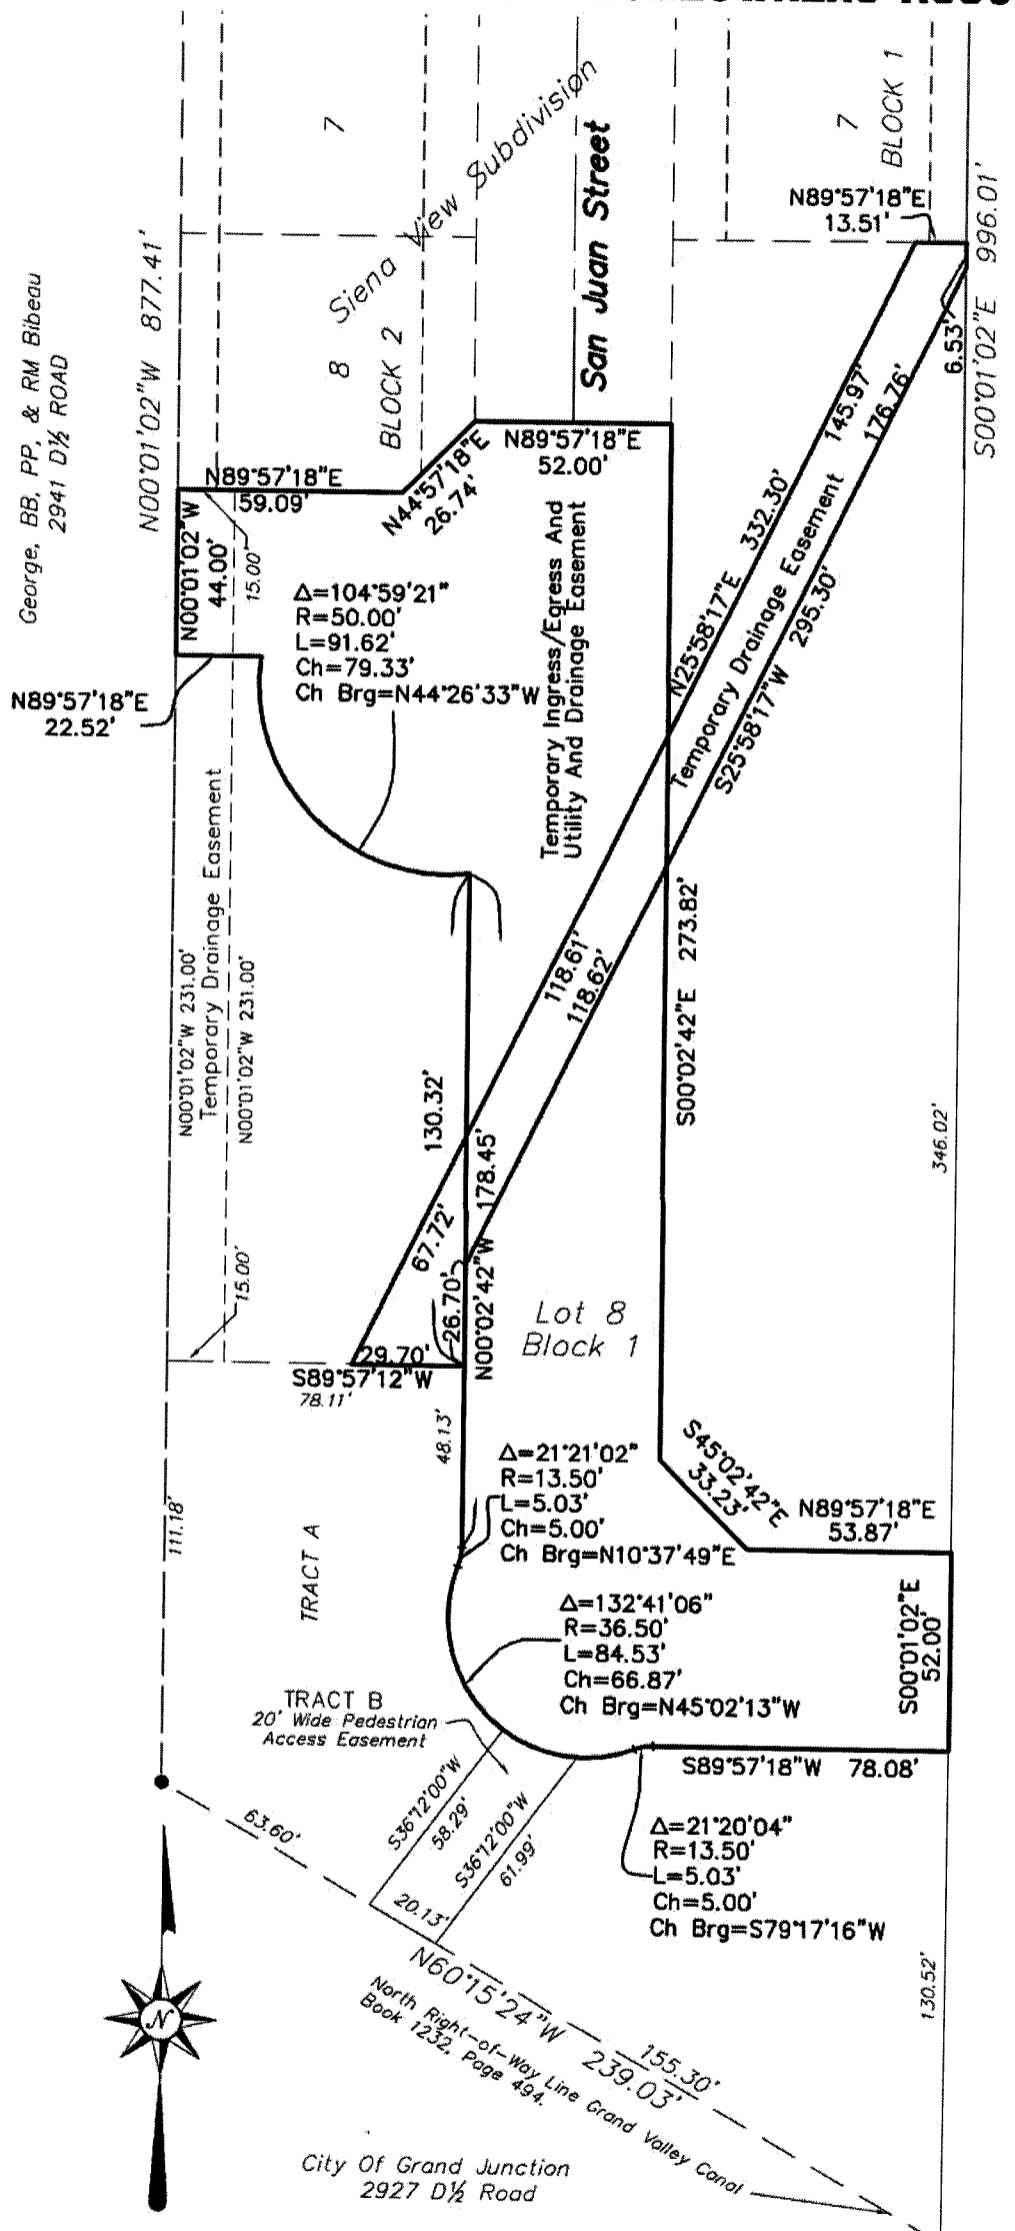 7
BLOCK 1
7
Siena View Subdivision
San Juan Street
N89°57'18"E
13.51'
S00°01'02"E 996.01'
6.53'
N00°01'02"W 877.41'
George, BB, PP, & RM Bibeau
2941 D½ ROAD
8
BLOCK 2
N89°57'18"E
59.09'
N44°57'18"E
26.74'
N89°57'18"E
52.00'
145.97'
176.76'
N00°01'02"W
44.00'
15.00'
Δ=104°59'21"
R=50.00'
L=91.62'
Ch=79.33'
Ch Brg=N44°26'33"W
Temporary Ingress/Egress And
Utility And Drainage Easement
N25°58'17"E 332.30'
Temporary Drainage Easement
S25°58'17"W 295.30'
N89°57'18"E
22.52'
N00°01'02"W 231.00'
Temporary Drainage Easement
N00°01'02"W 231.00'
118.61'
118.62'
S00°02'42"E 273.82'
130.32'
178.45'
346.02'
67.72'
26.70'
N00°02'42"W
15.00'
Lot 8
Block 1
29.70'
S89°57'12"W
78.11'
48.13'
S45°02'42"E
33.23'
Δ=21°21'02"
R=13.50'
L=5.03'
Ch=5.00'
Ch Brg=N10°37'49"E
N89°57'18"E
53.87'
111.18'
TRACT A
Δ=132°41'06"
R=36.50'
L=84.53'
Ch=66.87'
Ch Brg=N45°02'13"W
S00°01'02"E
52.00'
TRACT B
20' Wide Pedestrian
Access Easement
S89°57'18"W 78.08'
63.60'
S36°12'00"W
58.29'
S36°12'00"W
61.99'
20.13'
Δ=21°20'04"
R=13.50'
L=5.03'
Ch=5.00'
Ch Brg=S79°17'16"W
130.52'
N60°15'24"W 239.03'
155.30'
North Right-of-Way Line Grand Valley Canal
Book 1232, Page 494.
N
City Of Grand Junction
2927 D½ Road